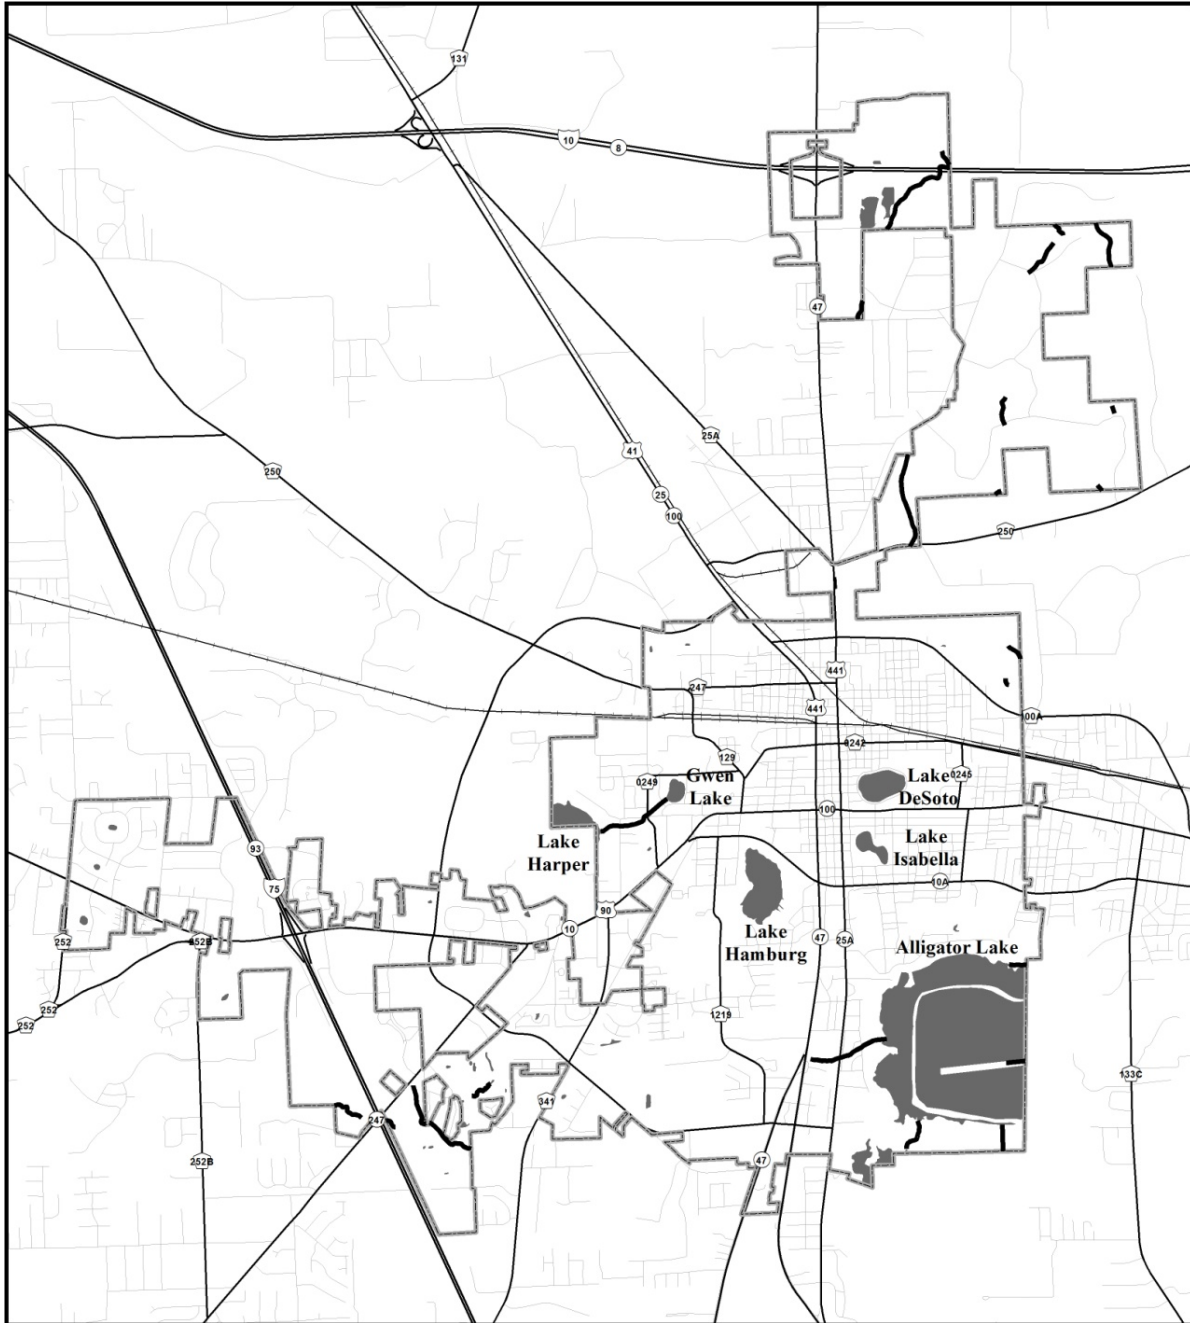 131
10
8
47
41
25A
250
25
100
250
441
247
441
100A
0242
129
0249
Gwen
Lake
Lake
DeSoto
0245
100
Lake
Harper
Lake
Isabella
93
75
10A
90
10
Lake
Hamburg
47
25A
Alligator Lake
252
252B
252
252
1219
133C
341
247
252B
47